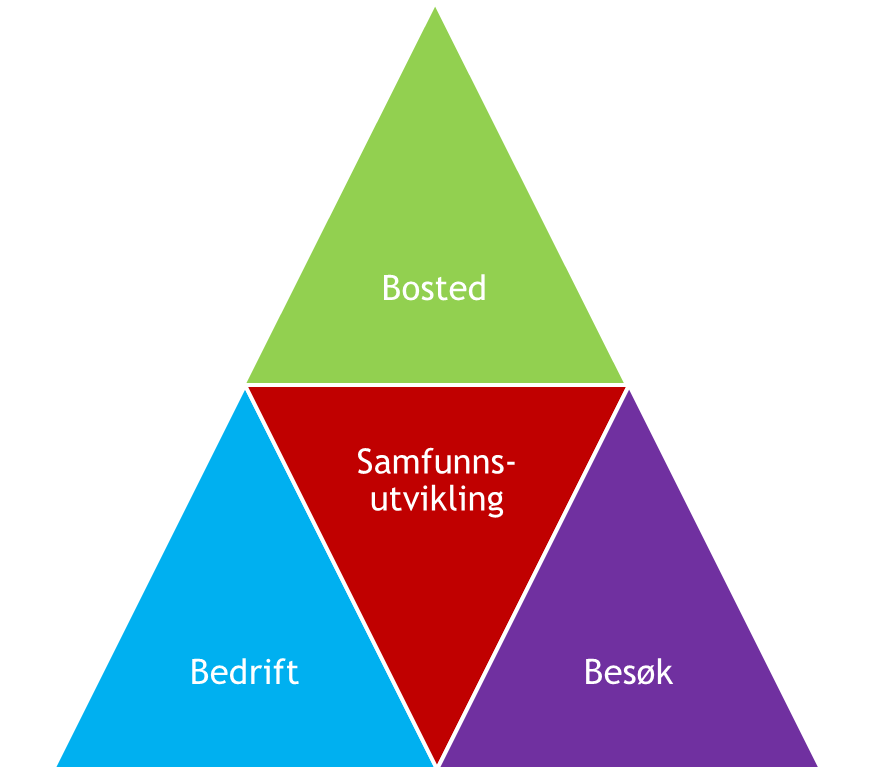 Bosted
Samfunns-
utvikling
Bedrift
Besøk